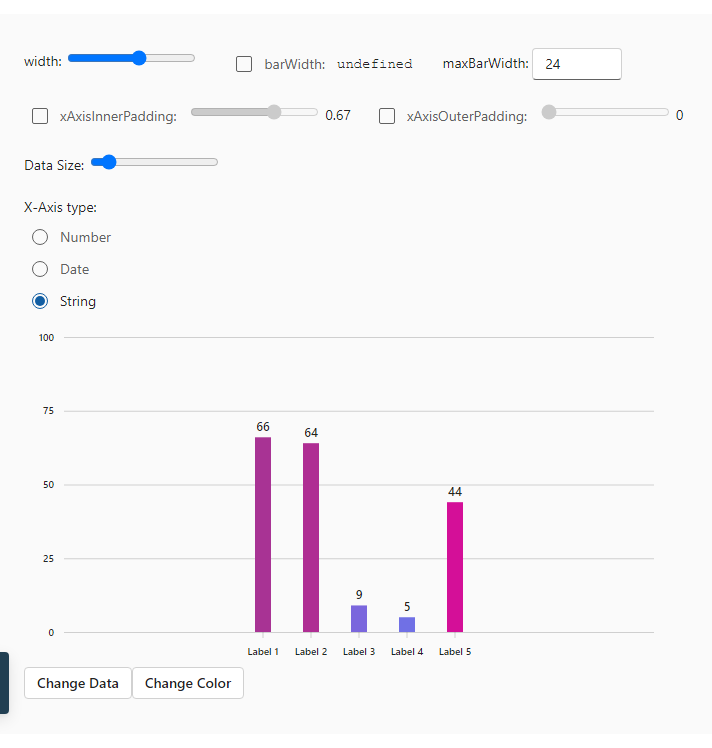 width: barWidth: undefined maxBarWidth: 24
xAxisInnerPadding: 0.67 xAxisOuterPadding: 0
Data Size:
X-Axis type:
Number
Date
String
100
75
66
64
50
44
25
9
5
0
Label 1 Label 2 Label 3 Label 4 Label 5
Change Data Change Color